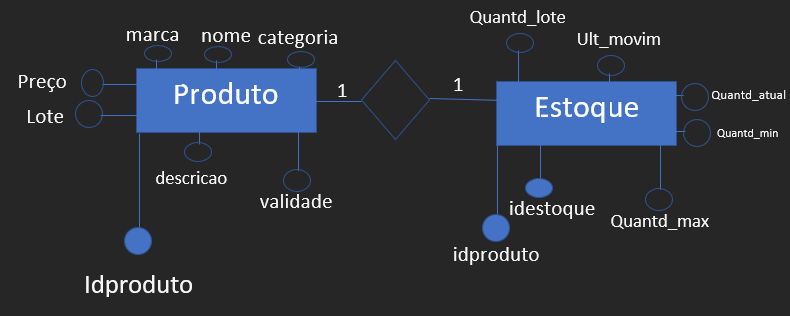 Quantd_lote
marca
nome
categoria
Ult_movim
Preço
Produto
1
1
Estoque
Quantd_atual
Lote
Quantd_min
descricao
validade
idestoque
Quantd_max
idproduto
Idproduto